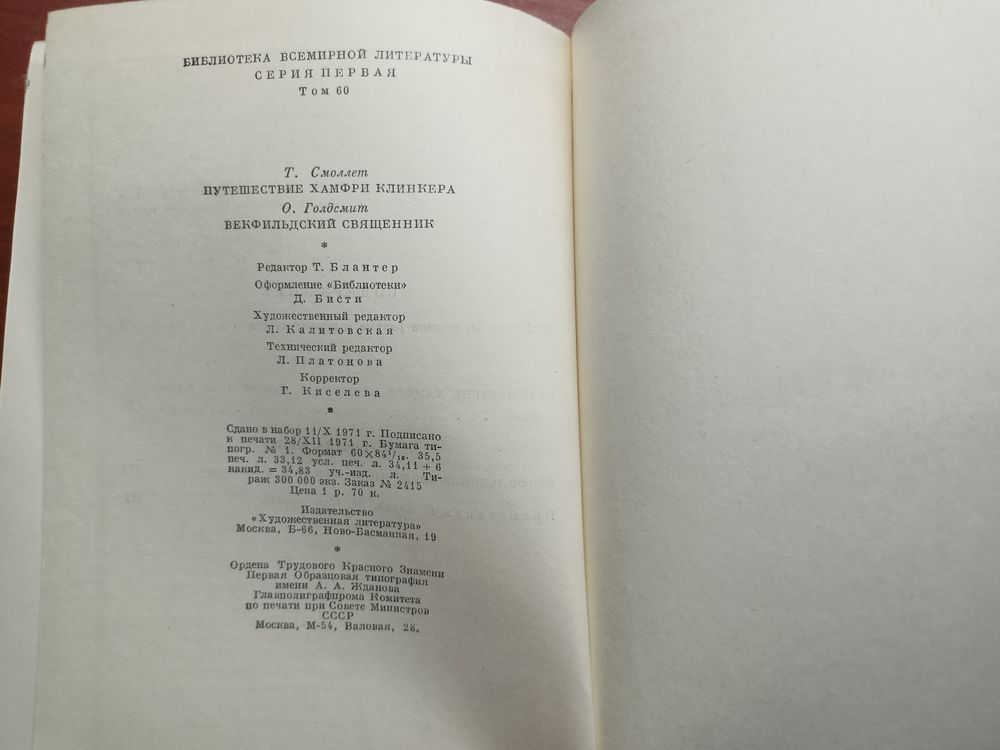 БИБЛИОТЕКА ВСЕМИРНОЙ ЛИТЕРАТУРЫ
СЕРИЯ ПЕРВАЯ
Том 60
Т. Смоллет
ПУТЕШЕСТВИЕ ХАМФРИ КЛИНКЕРА
О. Голдсмит
ВЕКФИЛЬДСКИЙ СВЯЩЕННИК
*
Редактор Т. Блантер
Оформление «Библиотеки»
Д. Бисти
Художественный редактор
Л. Калитовская
Технический редактор
Л. Платонова
Корректор
Г. Киселева
*
Сдано в набор 11/X 1971 г. Подписано
к печати 28/XII 1971 г. Бумага ти-
погр. № 1. Формат 60×84¹/₁₆. 35,5
печ. л. 33,12 усл. печ. л. 34,11 + 6
накид. = 34,83 уч.-изд. л. Ти-
раж 300 000 экз. Заказ № 2415
Цена 1 р. 70 к.
Издательство
«Художественная литература»
Москва, Б-66, Ново-Басманная, 19
*
Ордена Трудового Красного Знамени
Первая Образцовая типография
имени А. А. Жданова
Главполиграфпрома Комитета
по печати при Совете Министров
СССР
Москва, М-54, Валовая, 28.